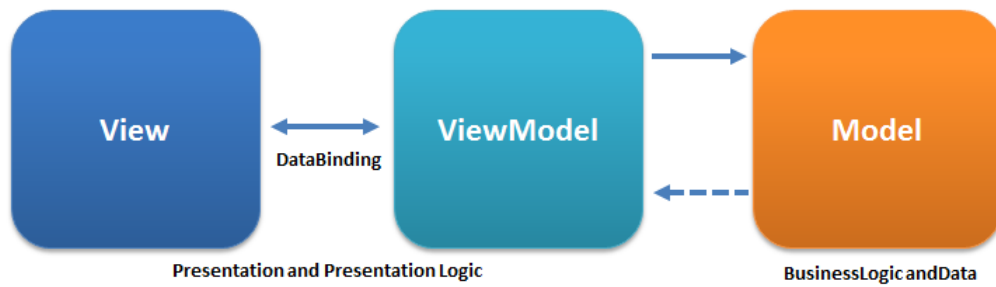 View
ViewModel
Model
DataBinding
Presentation and Presentation Logic
BusinessLogic andData